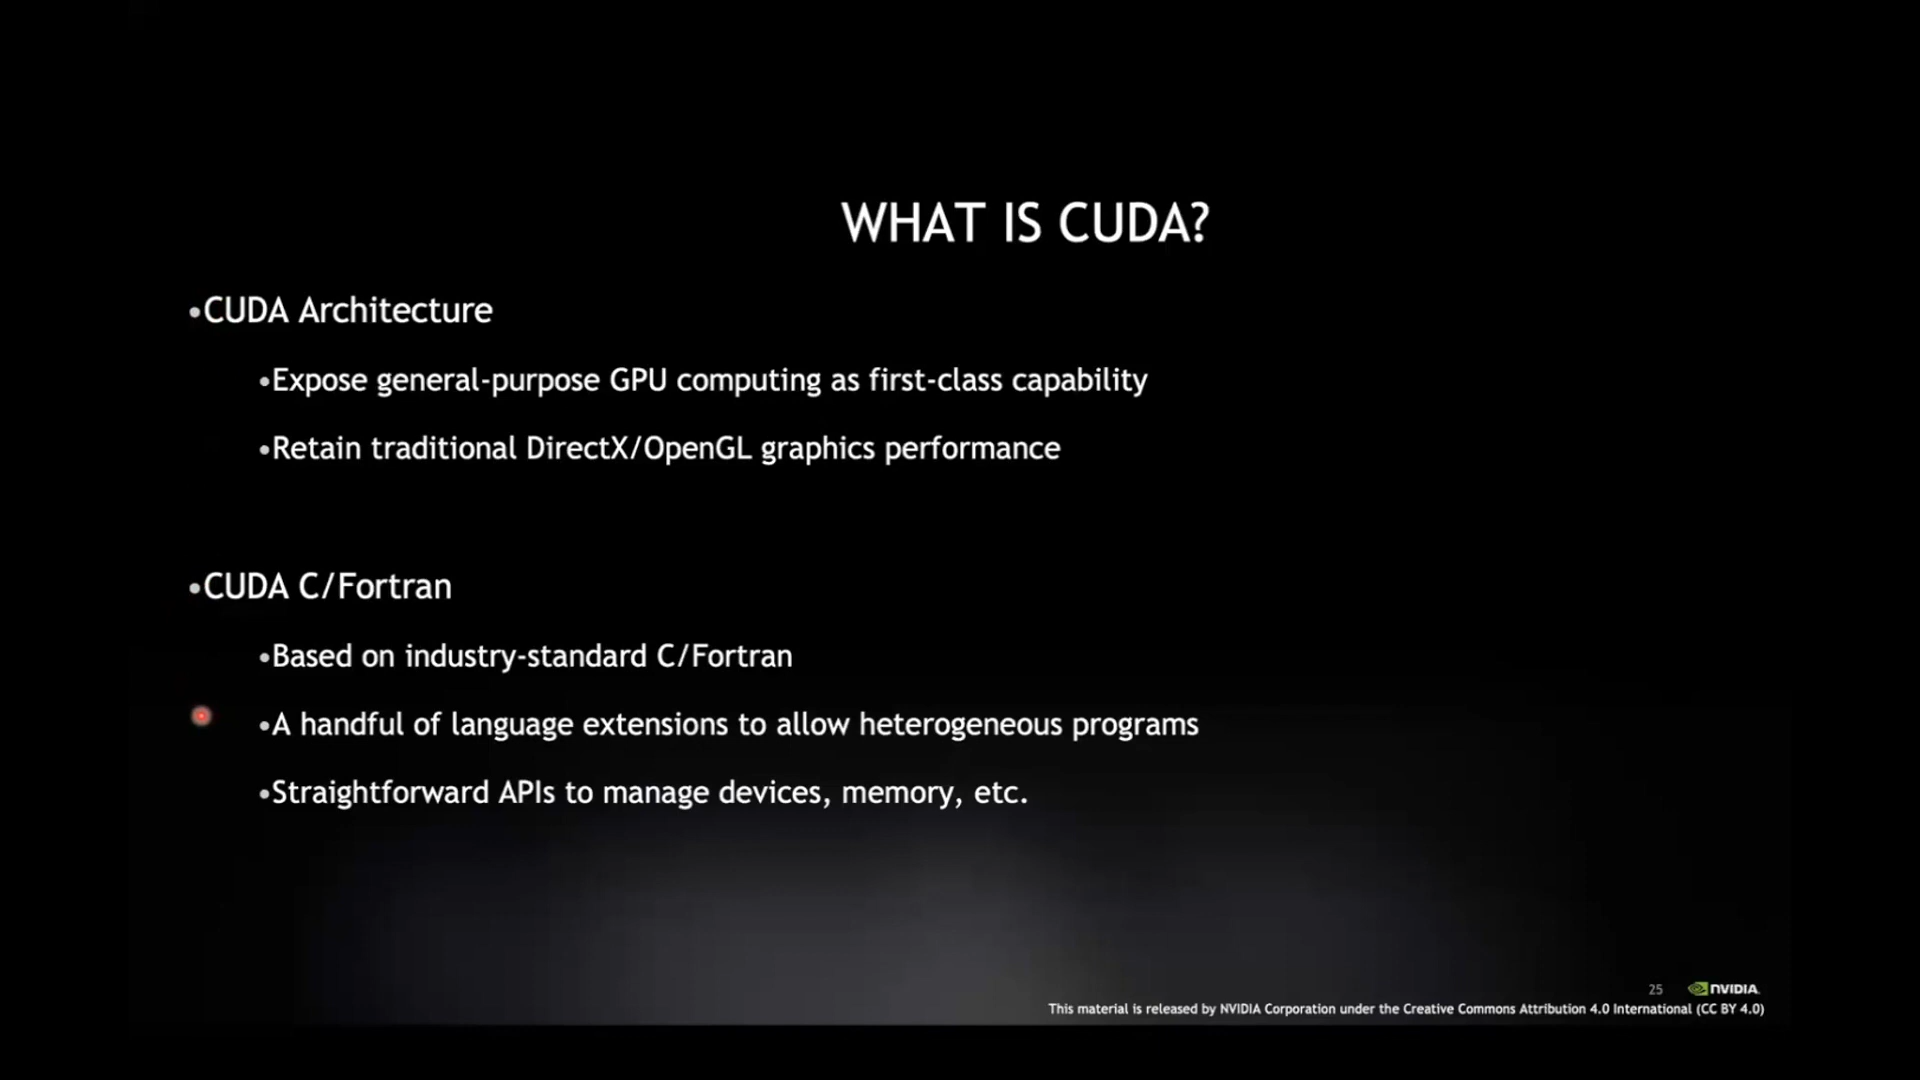 WHAT IS CUDA?
•CUDA Architecture
•Expose general-purpose GPU computing as first-class capability
•Retain traditional DirectX/OpenGL graphics performance
•CUDA C/Fortran
•Based on industry-standard C/Fortran
•A handful of language extensions to allow heterogeneous programs
•Straightforward APIs to manage devices, memory, etc.
25 NVIDIA.
This material is released by NVIDIA Corporation under the Creative Commons Attribution 4.0 International (CC BY 4.0)